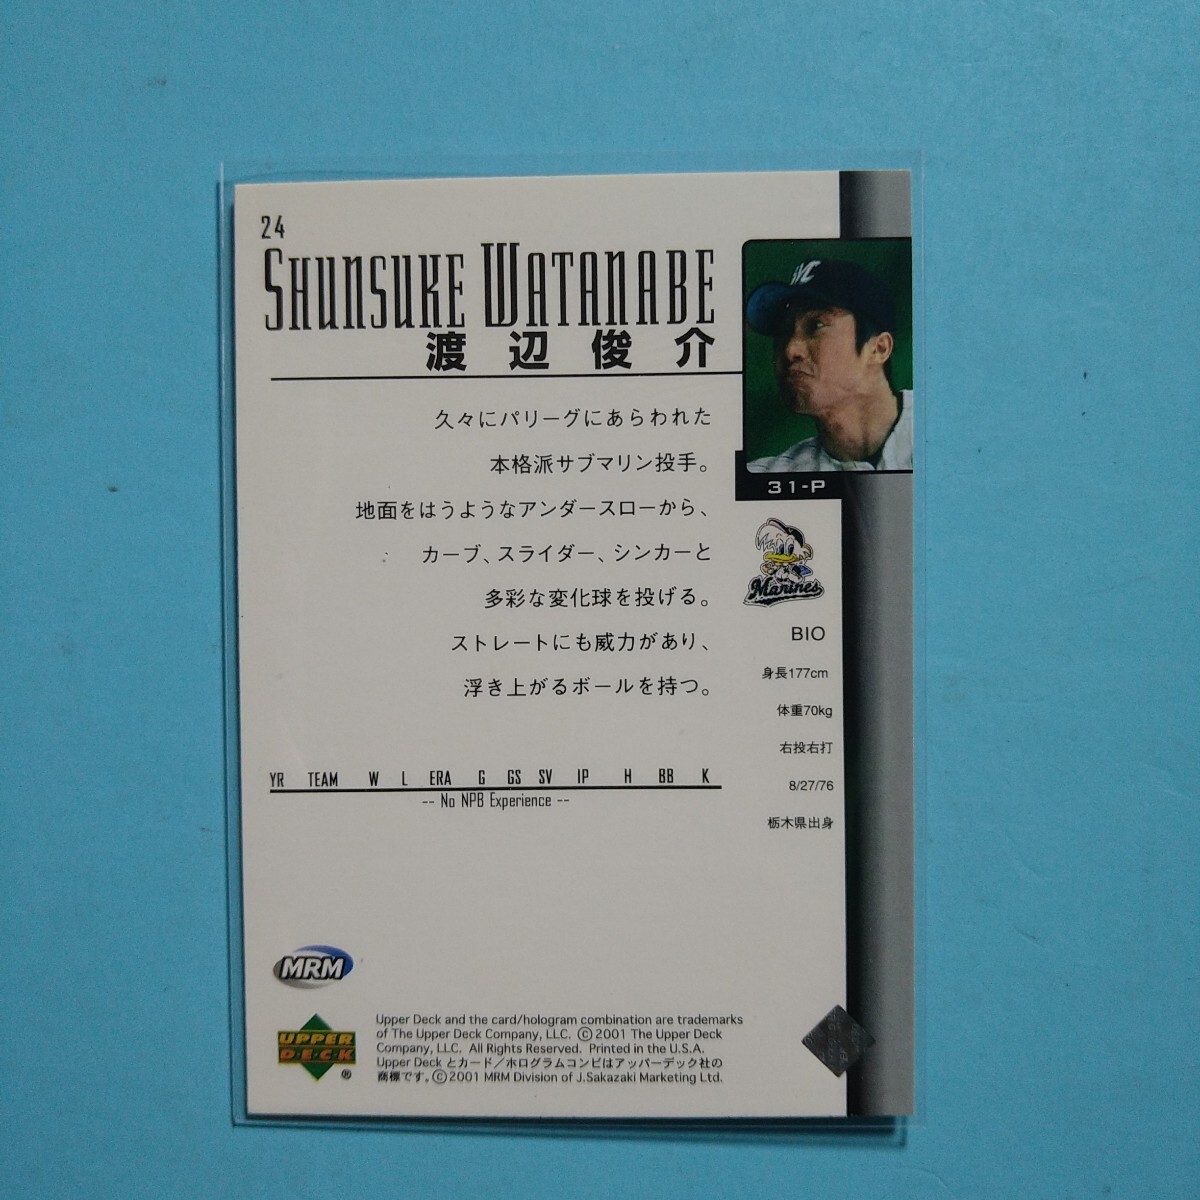 24
SHUNSUKE WATANABE
渡辺俊介
久々にパリーグにあらわれた
本格派サブマリン投手。
地面をはうようなアンダースローから、
カーブ、スライダー、シンカーと
多彩な変化球を投げる。
ストレートにも威力があり、
浮き上がるボールを持つ。
31-P
Marines
BIO
身長177cm
体重70kg
右投右打
8/27/76
栃木県出身
YR TEAM W L ERA G GS SV IP H BB K
-- No NPB Experience --
MRM
UPPER
DECK
®
Upper Deck and the card/hologram combination are trademarks
of The Upper Deck Company, LLC. ©2001 The Upper Deck
Company, LLC. All Rights Reserved. Printed in the U.S.A.
Upper Deck とカード/ホログラムコンビはアッパーデック社の
商標です。©2001 MRM Division of J.Sakazaki Marketing Ltd.